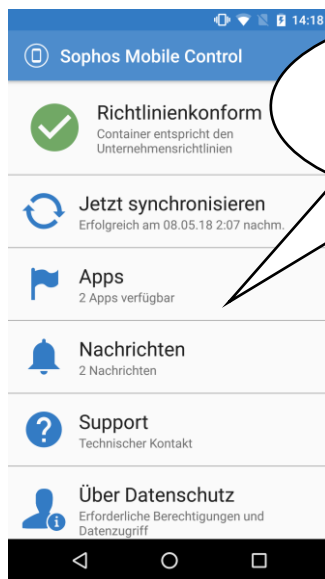 14:18
Sophos Mobile Control
Richtlinienkonform
Container entspricht den
Unternehmensrichtlinien
Jetzt synchronisieren
Erfolgreich am 08.05.18 2:07 nachm.
Apps
2 Apps verfügbar
Nachrichten
2 Nachrichten
Support
Technischer Kontakt
Über Datenschutz
Erforderliche Berechtigungen und
Datenzugriff